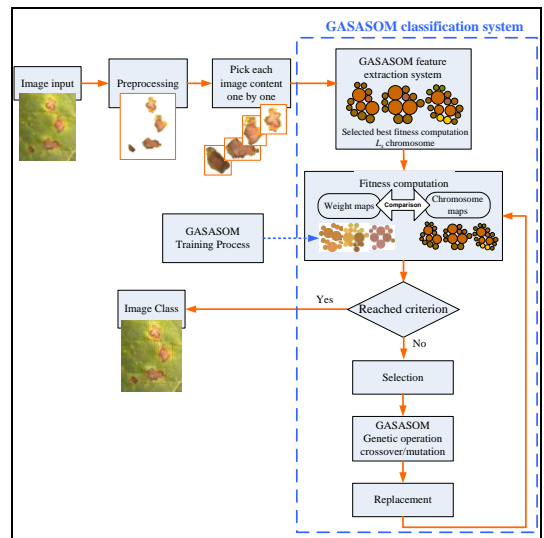 GASASOM classification system
Image input
Preprocessing
Pick each
image content
one by one
GASASOM feature
extraction system
Selected best fitness computation
Ls chromosome
Fitness computation
Weight maps
Comparison
Chromosome
maps
GASASOM
Training Process
Image Class
Yes
Reached criterion
No
Selection
GASASOM
Genetic operation
crossover/mutation
Replacement